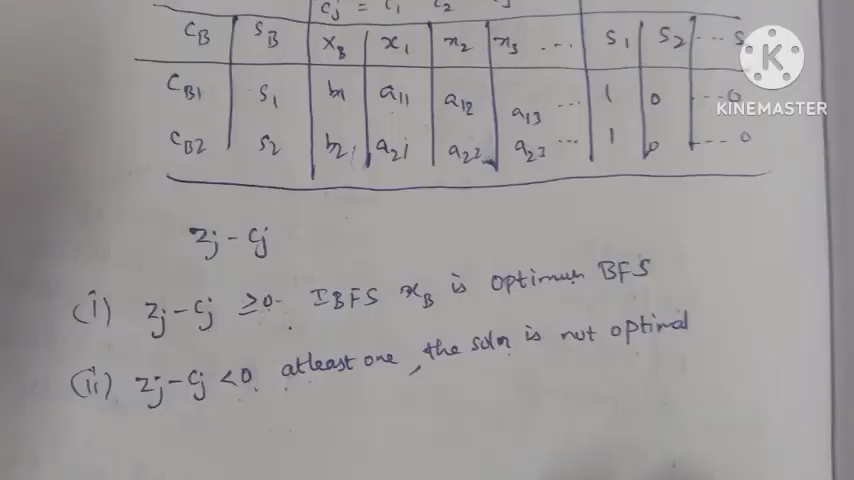 Cj = C1 C2
CB SB XB x1 x2 x3 ... S1 S2 ... S
CB1 S1 b1 a11 a12 a13 ... 1 0 ... 0
CB2 S2 b2 a21 a22 a23 ... 1 0 ... 0
KINEMASTER
Zj - Cj
(i) Zj - Cj ≥ 0. IBFS xB is optimum BFS
(ii) Zj - Cj < 0. atleast one, the soln is not optimal